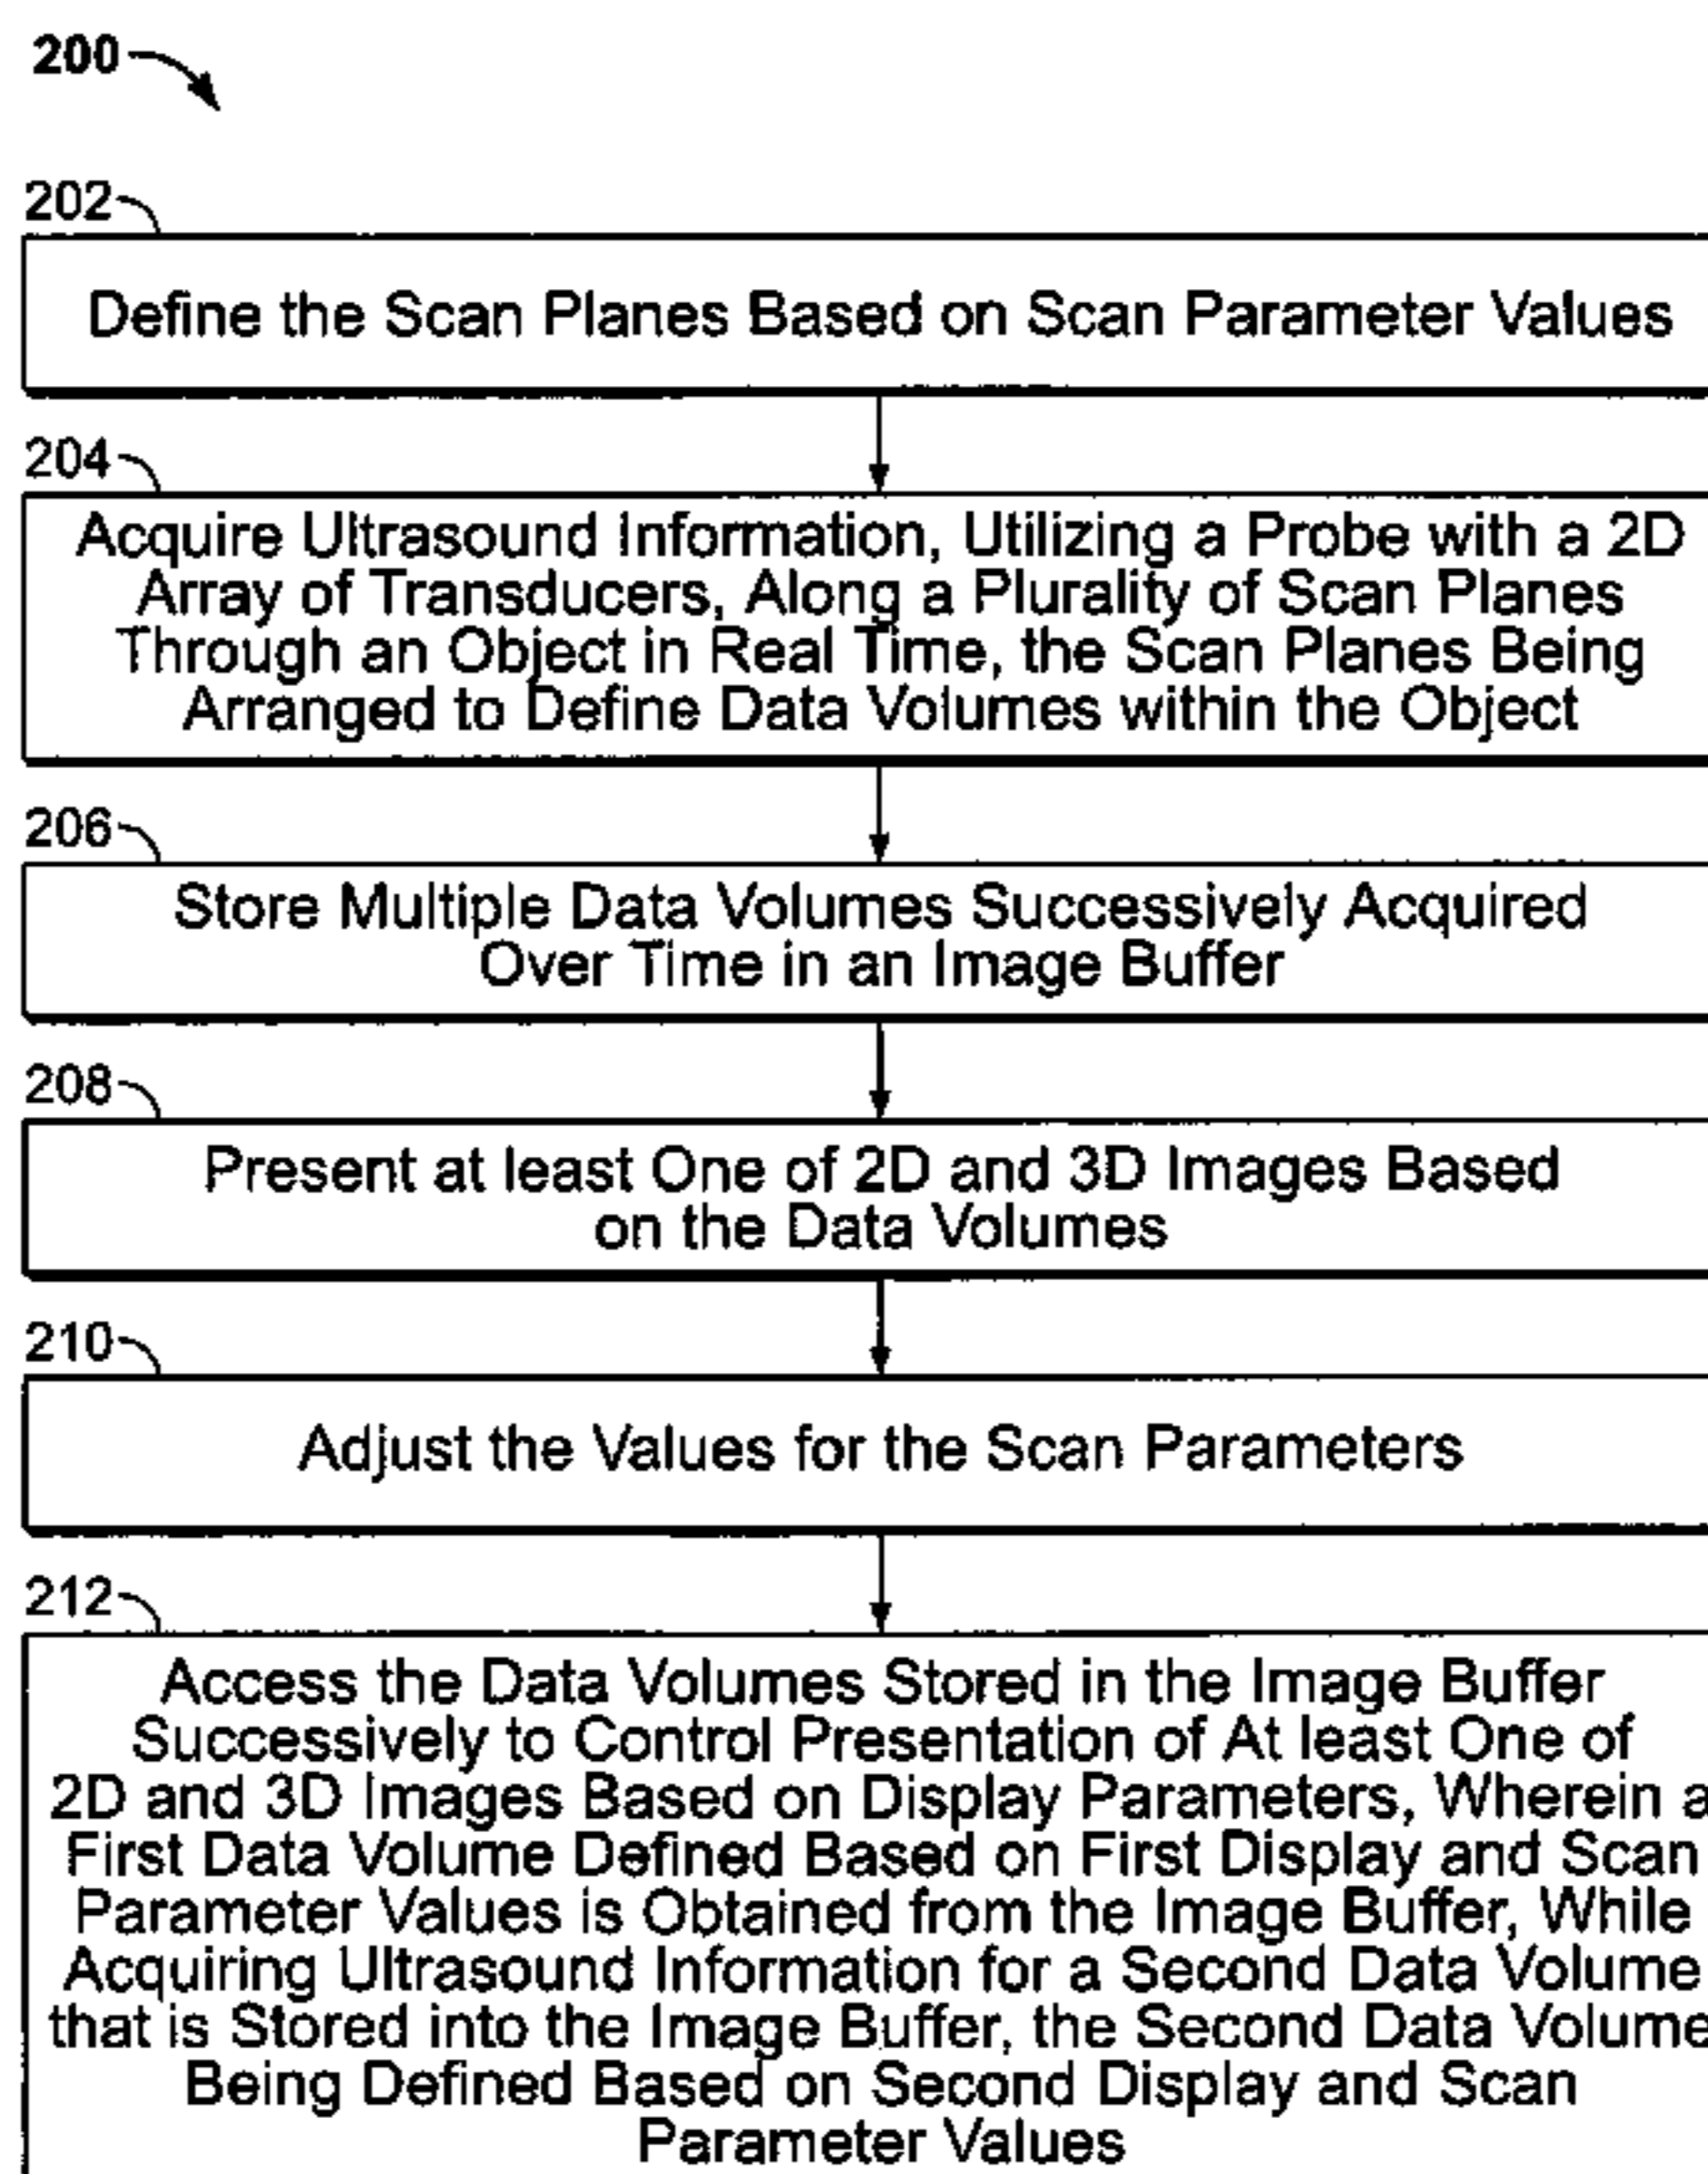 200
202
Define the Scan Planes Based on Scan Parameter Values
204
Acquire Ultrasound Information, Utilizing a Probe with a 2D
Array of Transducers, Along a Plurality of Scan Planes
Through an Object in Real Time, the Scan Planes Being
Arranged to Define Data Volumes within the Object
206
Store Multiple Data Volumes Successively Acquired
Over Time in an Image Buffer
208
Present at least One of 2D and 3D Images Based
on the Data Volumes
210
Adjust the Values for the Scan Parameters
212
Access the Data Volumes Stored in the Image Buffer
Successively to Control Presentation of At least One of
2D and 3D Images Based on Display Parameters, Wherein a
First Data Volume Defined Based on First Display and Scan
Parameter Values is Obtained from the Image Buffer, While
Acquiring Ultrasound Information for a Second Data Volume
that is Stored into the Image Buffer, the Second Data Volume
Being Defined Based on Second Display and Scan
Parameter Values